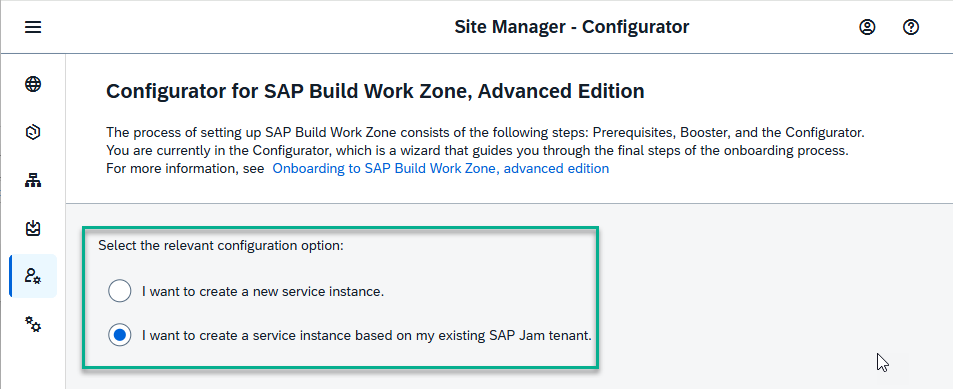 Site Manager - Configurator
Configurator for SAP Build Work Zone, Advanced Edition
The process of setting up SAP Build Work Zone consists of the following steps: Prerequisites, Booster, and the Configurator.
You are currently in the Configurator, which is a wizard that guides you through the final steps of the onboarding process.
For more information, see Onboarding to SAP Build Work Zone, advanced edition
Select the relevant configuration option:
I want to create a new service instance.
I want to create a service instance based on my existing SAP Jam tenant.